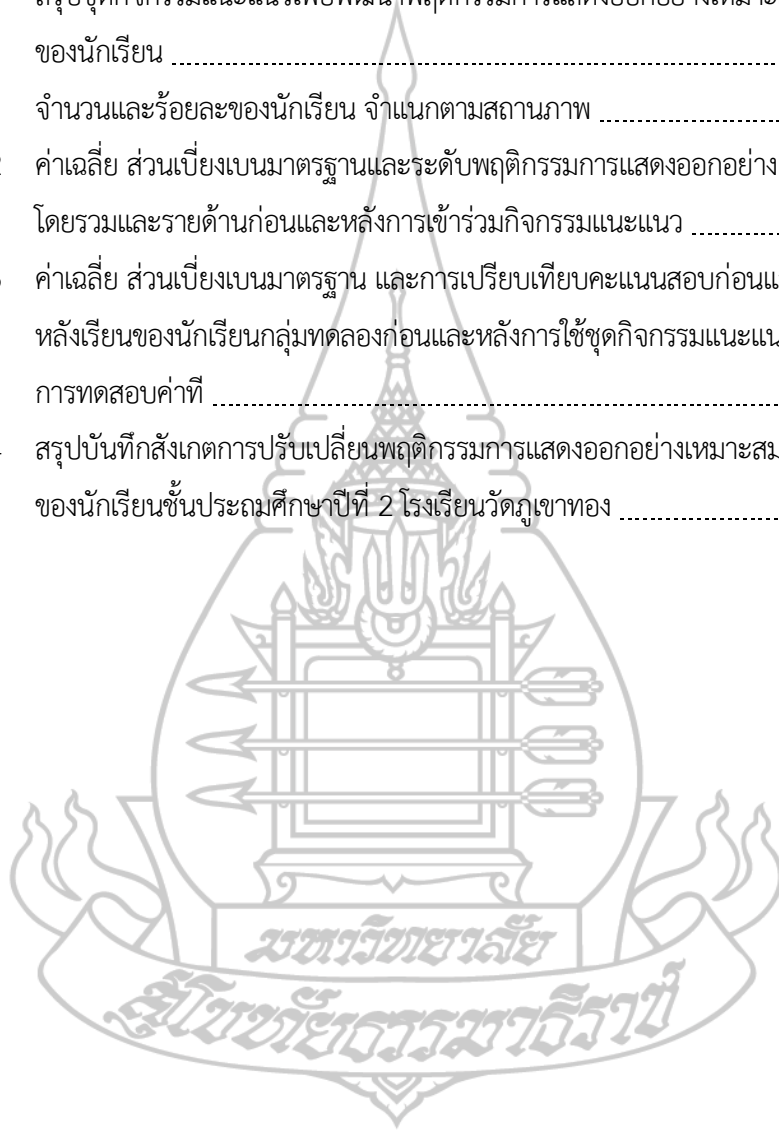 ของนักเรียน
จำนวนและร้อยละของนักเรียน จำแนกตามสถานภาพ
ค่าเฉลี่ย ส่วนเบี่ยงเบนมาตรฐานและระดับพฤติกรรมการแสดงออกอย่าง
โดยรวมและรายด้านก่อนและหลังการเข้าร่วมกิจกรรมแนะแนว
ค่าเฉลี่ย ส่วนเบี่ยงเบนมาตรฐาน และการเปรียบเทียบคะแนนสอบก่อนแ
หลังเรียนของนักเรียนกลุ่มทดลองก่อนและหลังการใช้ชุดกิจกรรมแนะแน
การทดสอบค่าที
สรุปบันทึกสังเกตการปรับเปลี่ยนพฤติกรรมการแสดงออกอย่างเหมาะสม
ของนักเรียนชั้นประถมศึกษาปีที่ 2 โรงเรียนวัดภูเขาทอง
มหาวิทยาลัย
สุโขทัยธรรมาธิราช